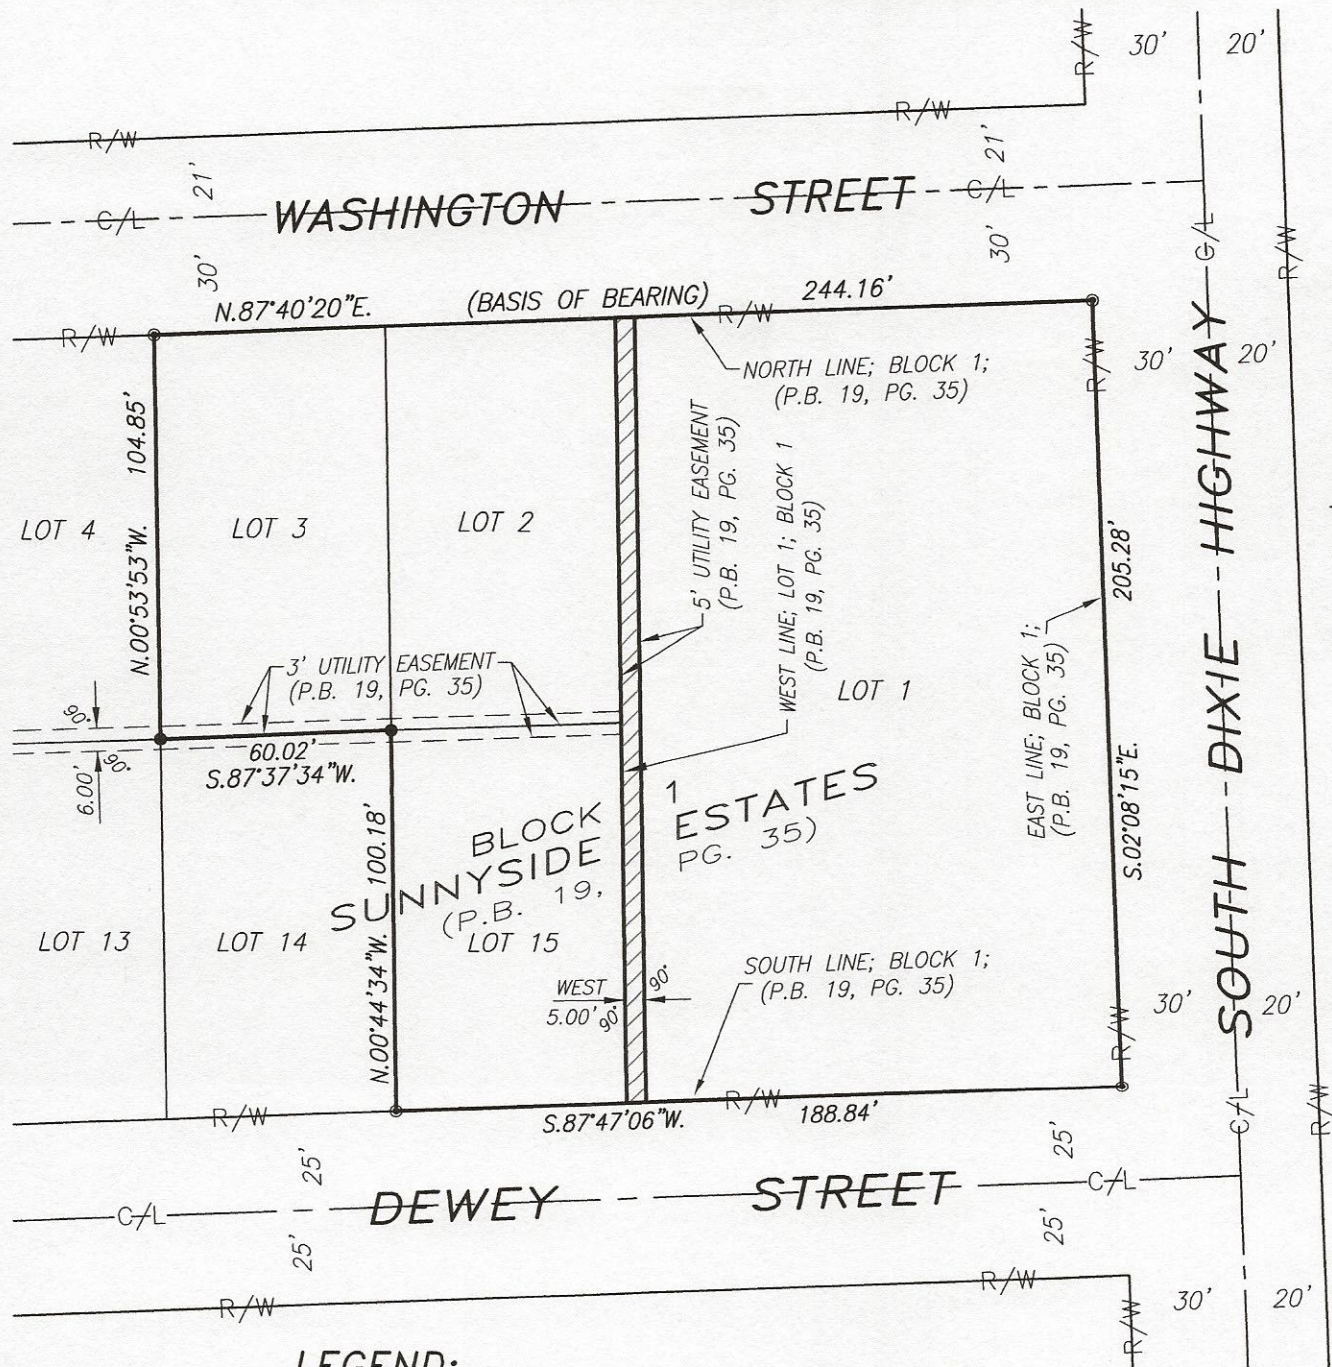 30' 20'
R/W
R/W
R/W
21'
21'
C/L WASHINGTON STREET C/L
30'
30'
C/L
R/W
N.87°40'20"E. (BASIS OF BEARING) 244.16'
R/W
R/W
R/W
30' 20'
NORTH LINE; BLOCK 1;
(P.B. 19, PG. 35)
N.00°53'53"W. 104.85'
5' UTILITY EASEMENT
(P.B. 19, PG. 35)
WEST LINE; LOT 1; BLOCK 1
(P.B. 19, PG. 35)
LOT 4
LOT 3
LOT 2
205.28'
SOUTH DIXIE HIGHWAY
3' UTILITY EASEMENT
(P.B. 19, PG. 35)
LOT 1
EAST LINE; BLOCK 1;
(P.B. 19, PG. 35)
S.02°08'15"E.
90°
90°
6.00'
60.02'
S.87°37'34"W.
BLOCK 1
SUNNYSIDE ESTATES
(P.B. 19, PG. 35)
N.00°44'34"W. 100.18'
LOT 13
LOT 14
LOT 15
SOUTH LINE; BLOCK 1;
(P.B. 19, PG. 35)
WEST
5.00'
90°
90°
30' 20'
R/W
R/W
S.87°47'06"W.
R/W
188.84'
C/L
R/W
25'
25'
C/L DEWEY STREET C/L
25'
25'
R/W
R/W
30' 20'
R/W
LEGEND: